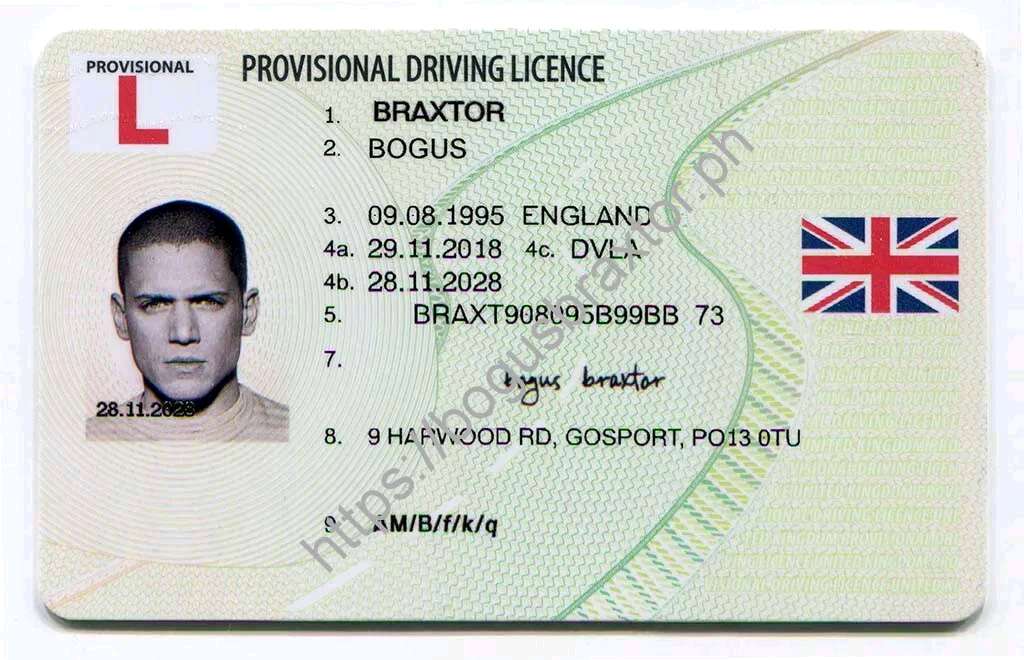 PROVISIONAL
L
PROVISIONAL DRIVING LICENCE
1. BRAXTOR
2. BOGUS
3. 09.08.1995 ENGLAND
4a. 29.11.2018 4c. DVLA
4b. 28.11.2028
5. BRAXT908095B99BB 73
7. bogus braxtor
28.11.2028
8. 9 HARWOOD RD, GOSPORT, PO13 0TU
9. AM/B/f/k/q
https://bogusbraxtor.ph